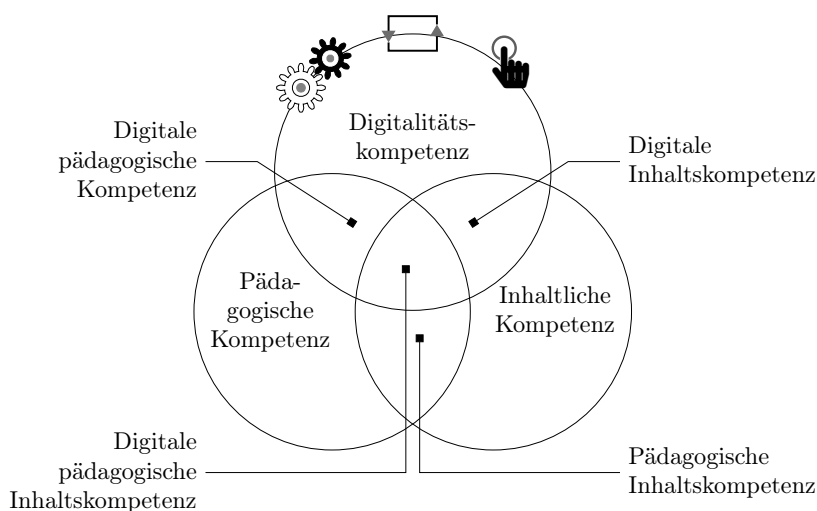 Digitalitäts-
kompetenz
Digitale
pädagogische
Kompetenz
Digitale
Inhaltskompetenz
Päda-
gogische
Kompetenz
Inhaltliche
Kompetenz
Digitale
pädagogische
Inhaltskompetenz
Pädagogische
Inhaltskompetenz